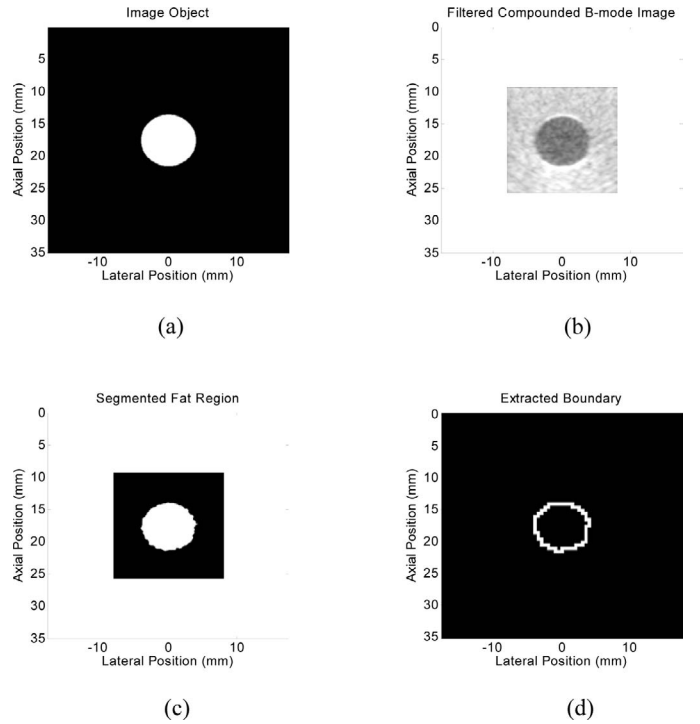 Image Object
0
5
10
15
20
25
30
35
Axial Position (mm)
-10 0 10
Lateral Position (mm)
(a)
Filtered Compounded B-mode Image
0
5
10
15
20
25
30
35
Axial Position (mm)
-10 0 10
Lateral Position (mm)
(b)
Segmented Fat Region
0
5
10
15
20
25
30
35
Axial Position (mm)
-10 0 10
Lateral Position (mm)
(c)
Extracted Boundary
0
5
10
15
20
25
30
35
Axial Position (mm)
-10 0 10
Lateral Position (mm)
(d)